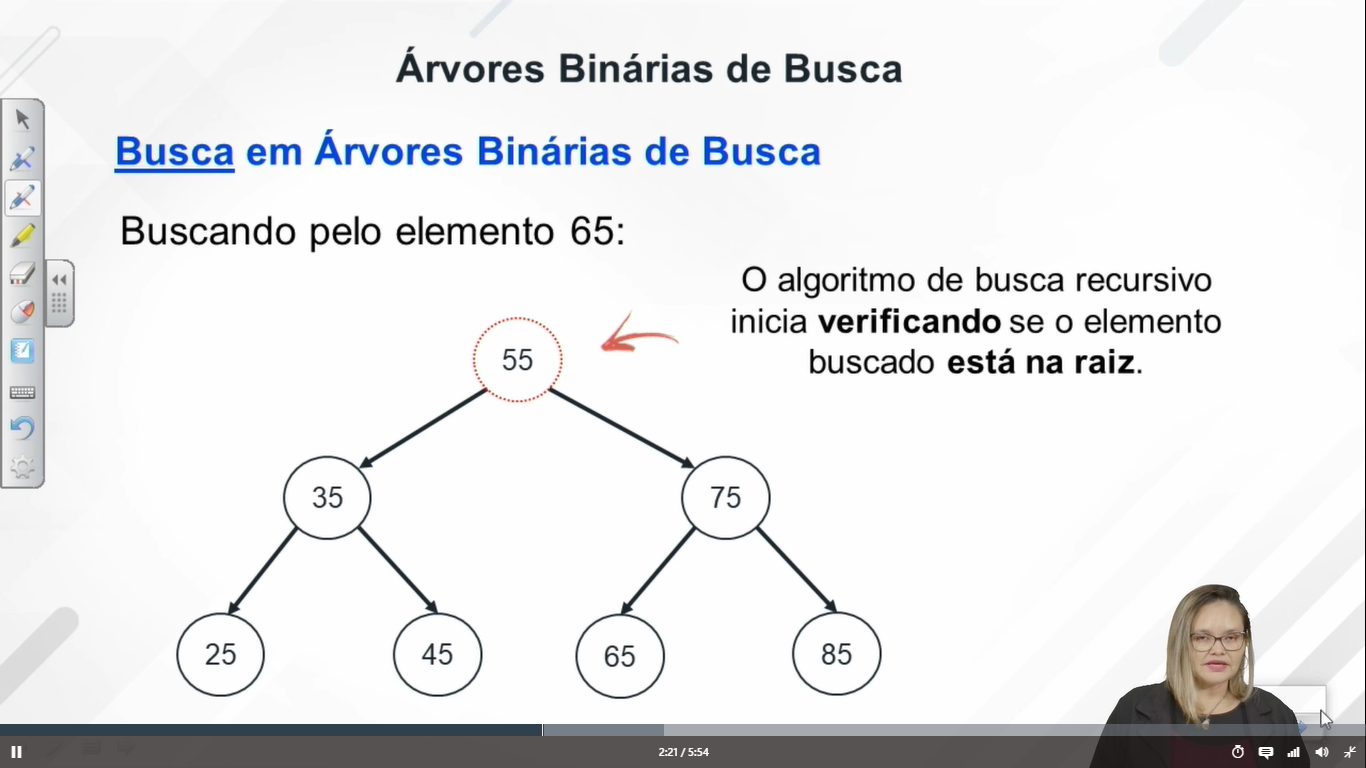 Árvores Binárias de Busca
Busca em Árvores Binárias de Busca
Buscando pelo elemento 65:
O algoritmo de busca recursivo
inicia verificando se o elemento
buscado está na raiz.
55
35
75
25
45
65
85
2:21 / 5:54